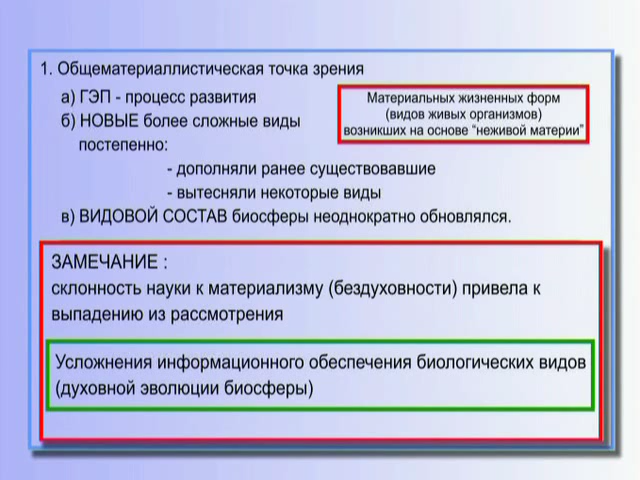 1. Общематериаллистическая точка зрения
а) ГЭП - процесс развития
Материальных жизненных форм
(видов живых организмов)
возникших на основе "неживой материи"
б) НОВЫЕ более сложные виды
постепенно:
- дополняли ранее существовавшие
- вытесняли некоторые виды
в) ВИДОВОЙ СОСТАВ биосферы неоднократно обновлялся.
ЗАМЕЧАНИЕ :
склонность науки к материализму (бездуховности) привела к
выпадению из рассмотрения
Усложнения информационного обеспечения биологических видов
(духовной эволюции биосферы)